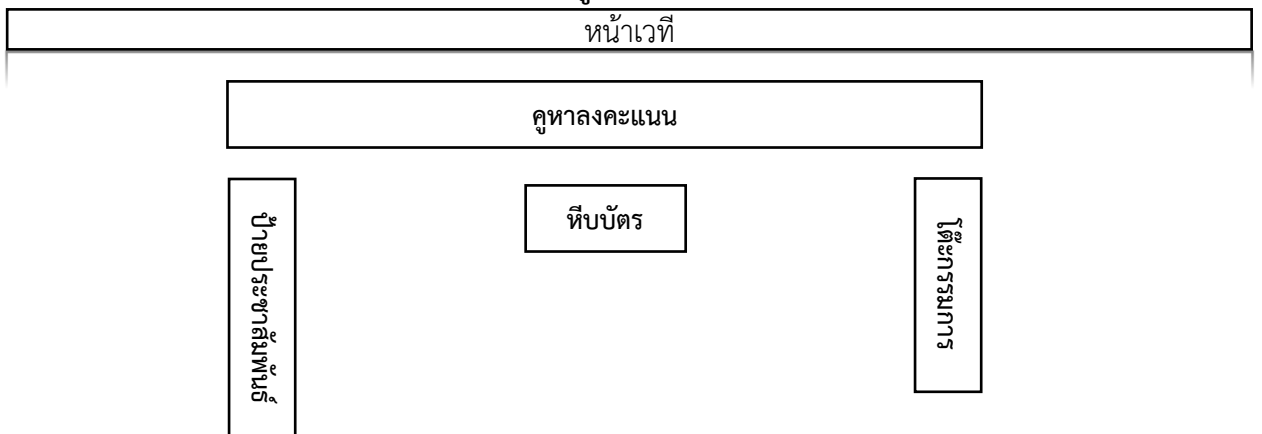 หน้าเวที
คูหาลงคะแนน
ป้ายประชาสัมพันธ์
หีบบัตร
โต๊ะกรรมการ